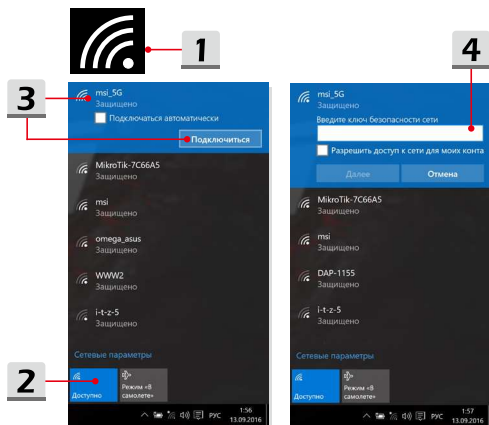 1
3
msi_5G
Защищено
Подключаться автоматически
Подключиться
MikroTik-7C66A5
Защищено
msi
Защищено
omega_asus
Защищено
WWW2
Защищено
i-t-z-5
Защищено
Сетевые параметры
2
Доступно
Режим «В
самолете»
РУС
1:56
13.09.2016
4
msi_5G
Защищено
Введите ключ безопасности сети
Разрешить доступ к сети для моих конта
Далее
Отмена
MikroTik-7C66A5
Защищено
msi
Защищено
DAP-1155
Защищено
i-t-z-5
Защищено
Сетевые параметры
Доступно
Режим «В
самолете»
РУС
1:57
13.09.2016